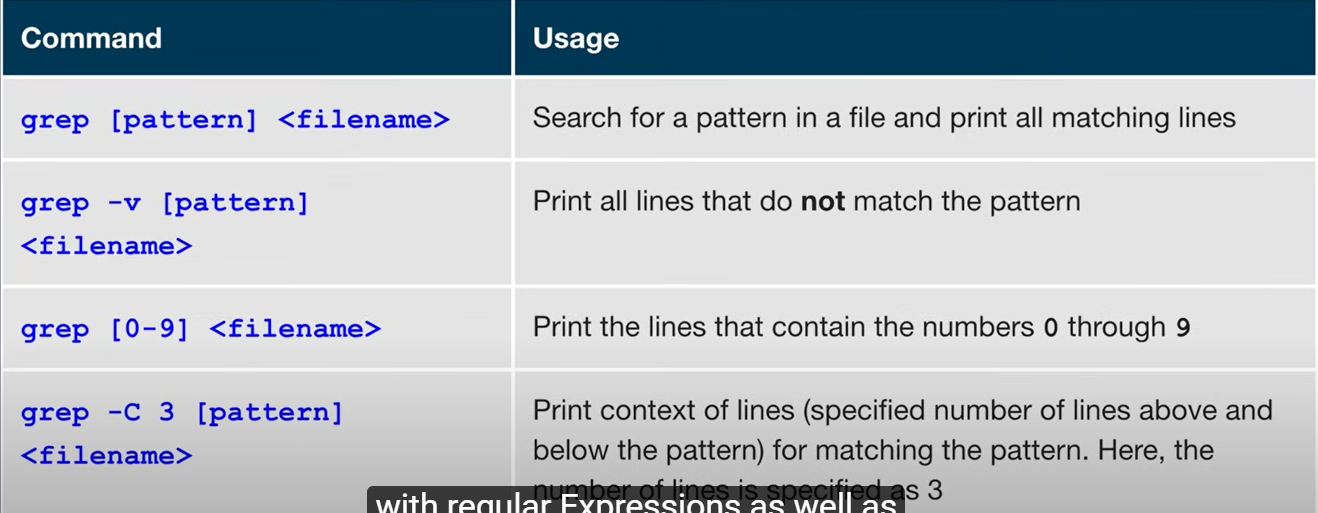 Command
Usage
grep [pattern] <filename>
Search for a pattern in a file and print all matching lines
grep -v [pattern]
<filename>
Print all lines that do not match the pattern
grep [0-9] <filename>
Print the lines that contain the numbers 0 through 9
grep -C 3 [pattern]
<filename>
Print context of lines (specified number of lines above and
below the pattern) for matching the pattern. Here, the
number of lines is specified as 3
with regular Expressions as well as